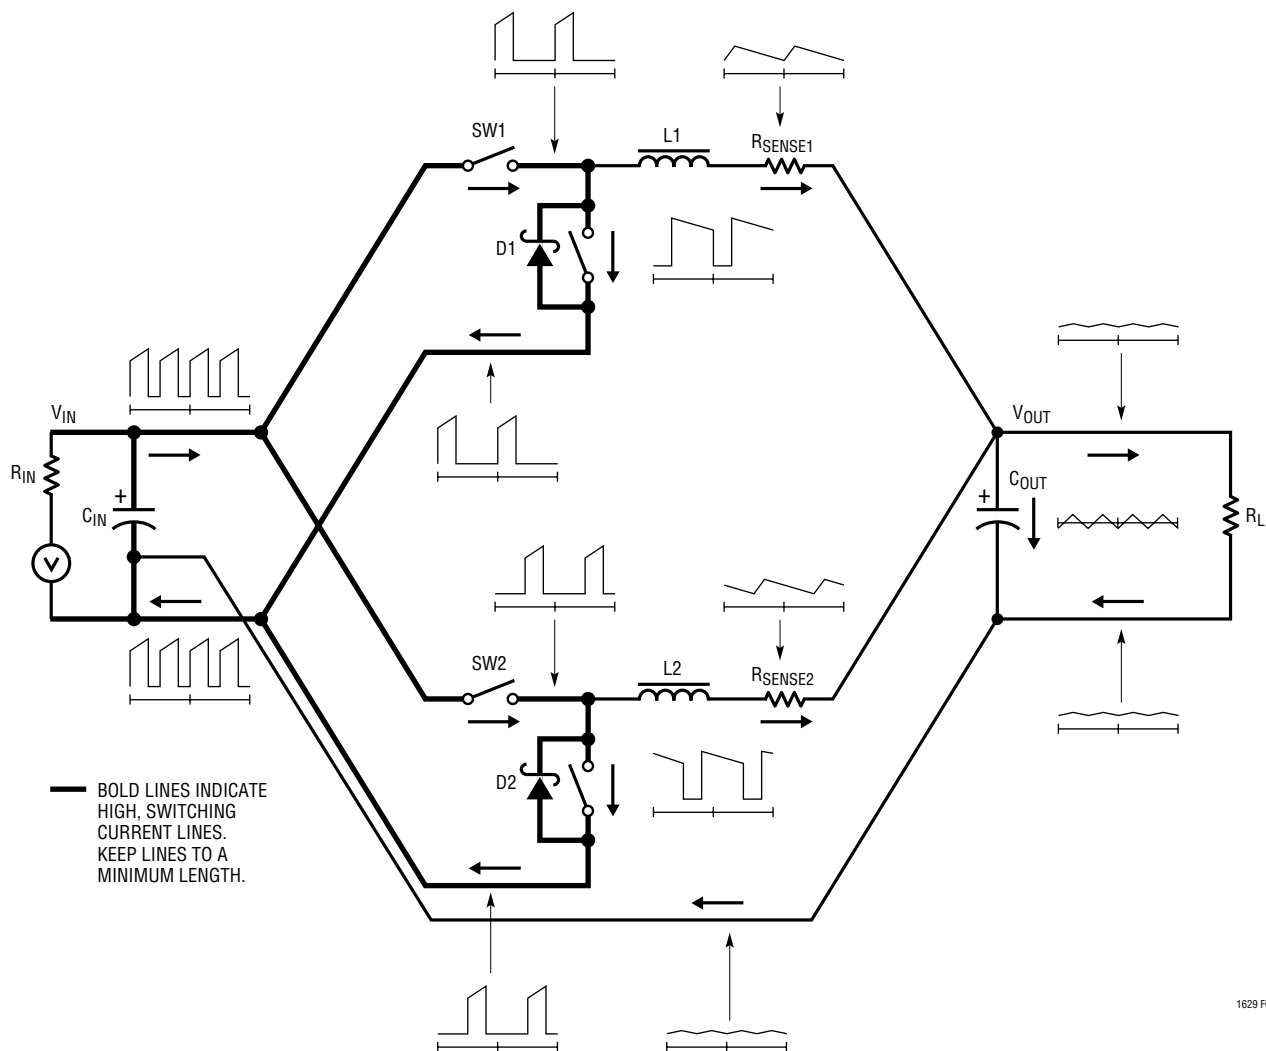 SW1
L1
RSENSE1
D1
VIN
RIN
CIN
+
VOUT
COUT
+
RL
SW2
L2
RSENSE2
D2
BOLD LINES INDICATE
HIGH, SWITCHING
CURRENT LINES.
KEEP LINES TO A
MINIMUM LENGTH.
1629